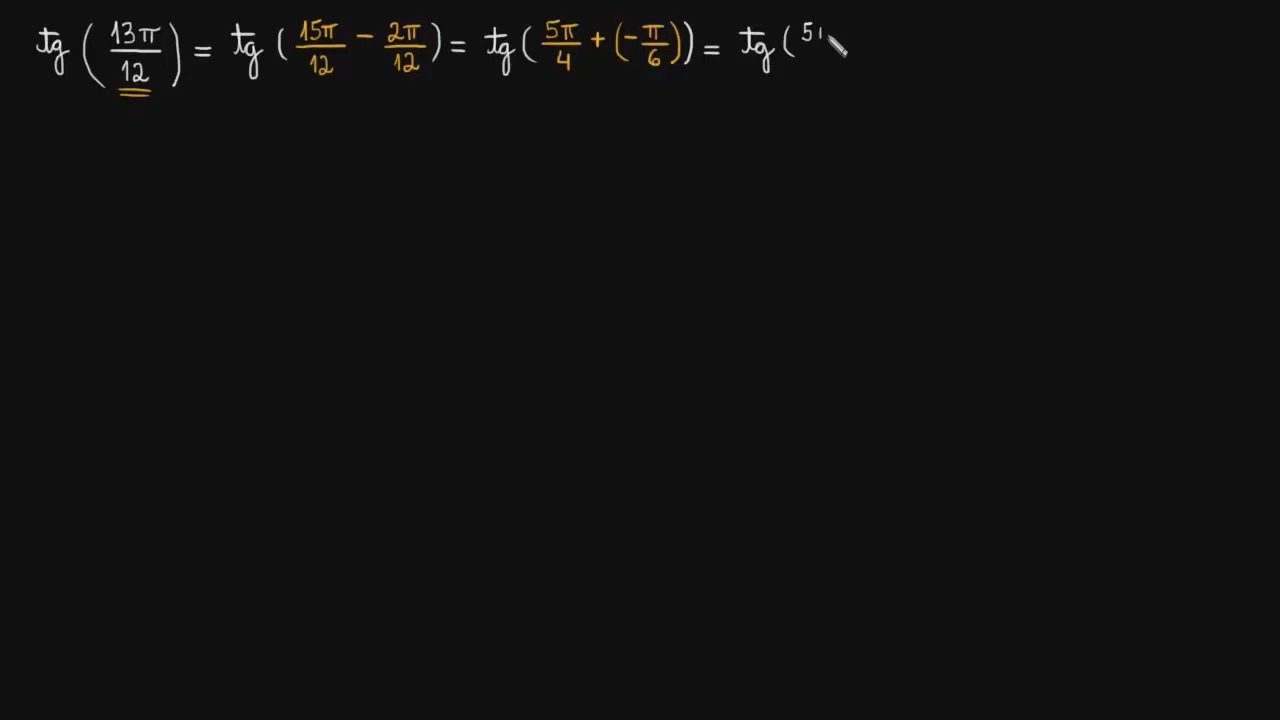 tg(13π/12) = tg(15π/12 - 2π/12) = tg(5π/4 + (-π/6)) = tg(5